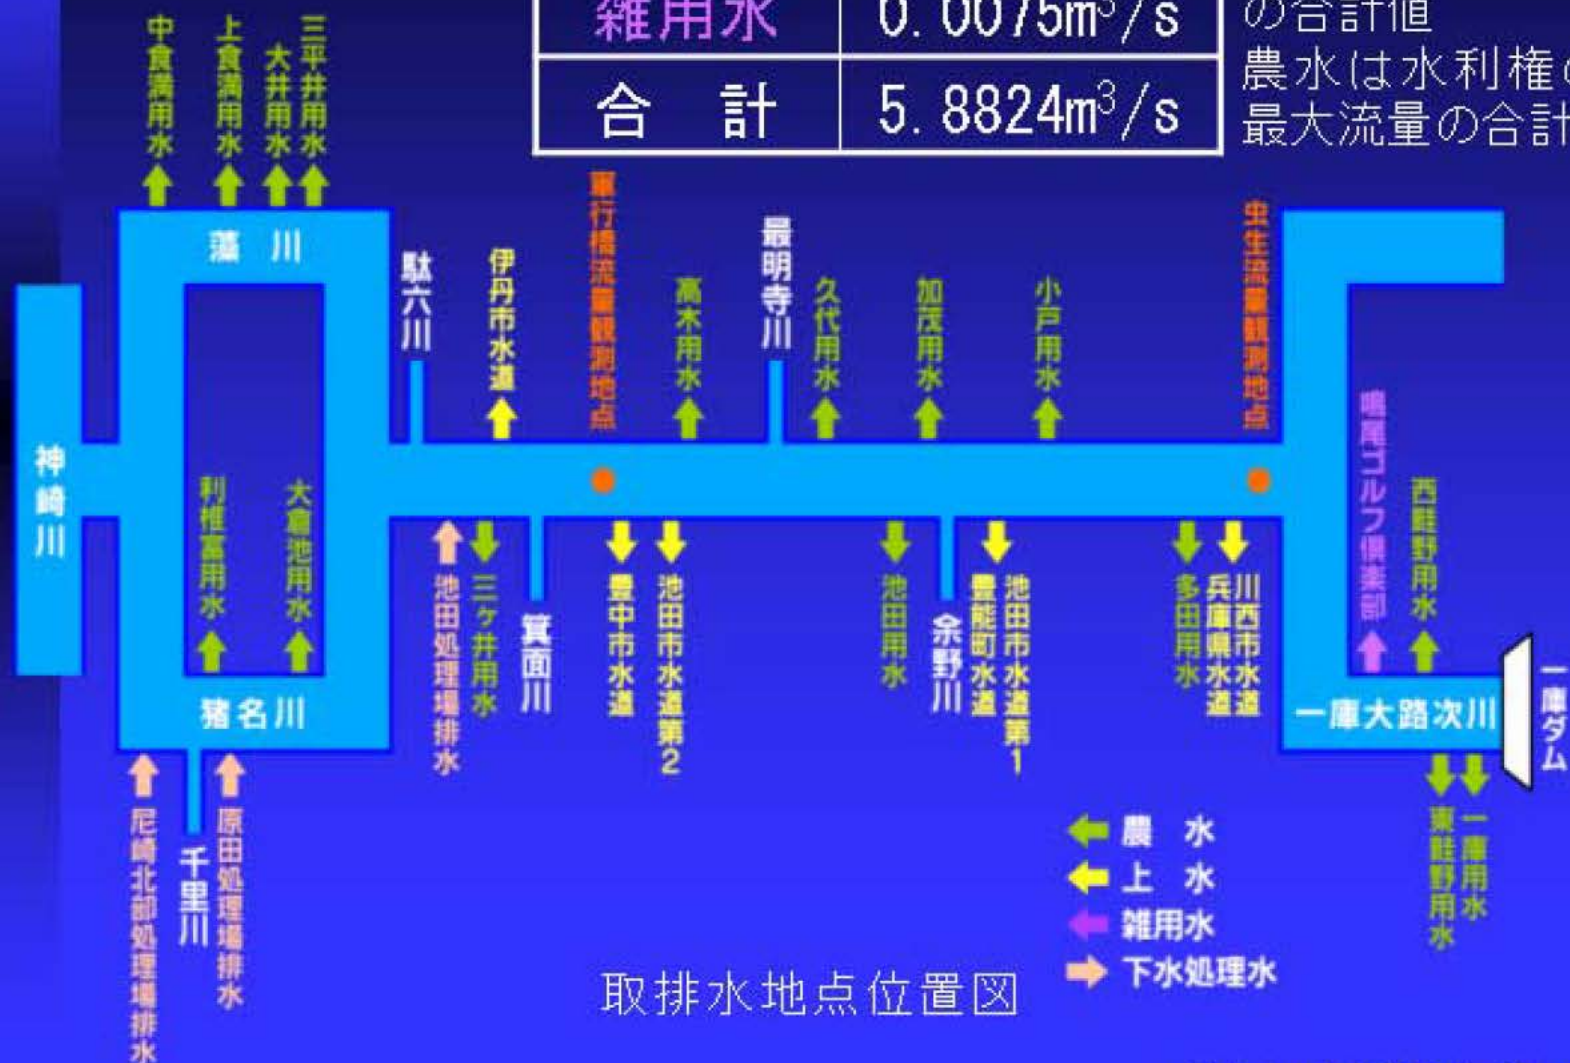 雑用水 0.0075m³/s
合 計 5.8824m³/s
の合計値
農水は水利権の
最大流量の合計
中食満用水
上食満用水
大井用水
三平井用水
藻 川
駄六川
伊丹市水道
軍行橋流量観測地点
高木用水
最明寺川
久代用水
加茂用水
小戸用水
虫生流量観測地点
神崎川
利椎富用水
大倉池用水
猪名川
鳴尾ゴルフ倶楽部
西畦野用水
一庫大路次川
一庫ダム
池田処理場排水
三ヶ井用水
箕面川
豊中市水道
池田市水道第2
池田用水
余野川
豊能町水道
池田市水道第1
多田用水
兵庫県水道
川西市水道
東畦野用水
一庫用水
尼崎北部処理場排水
千里川
原田処理場排水
農 水
上 水
雑用水
下水処理水
取排水地点位置図